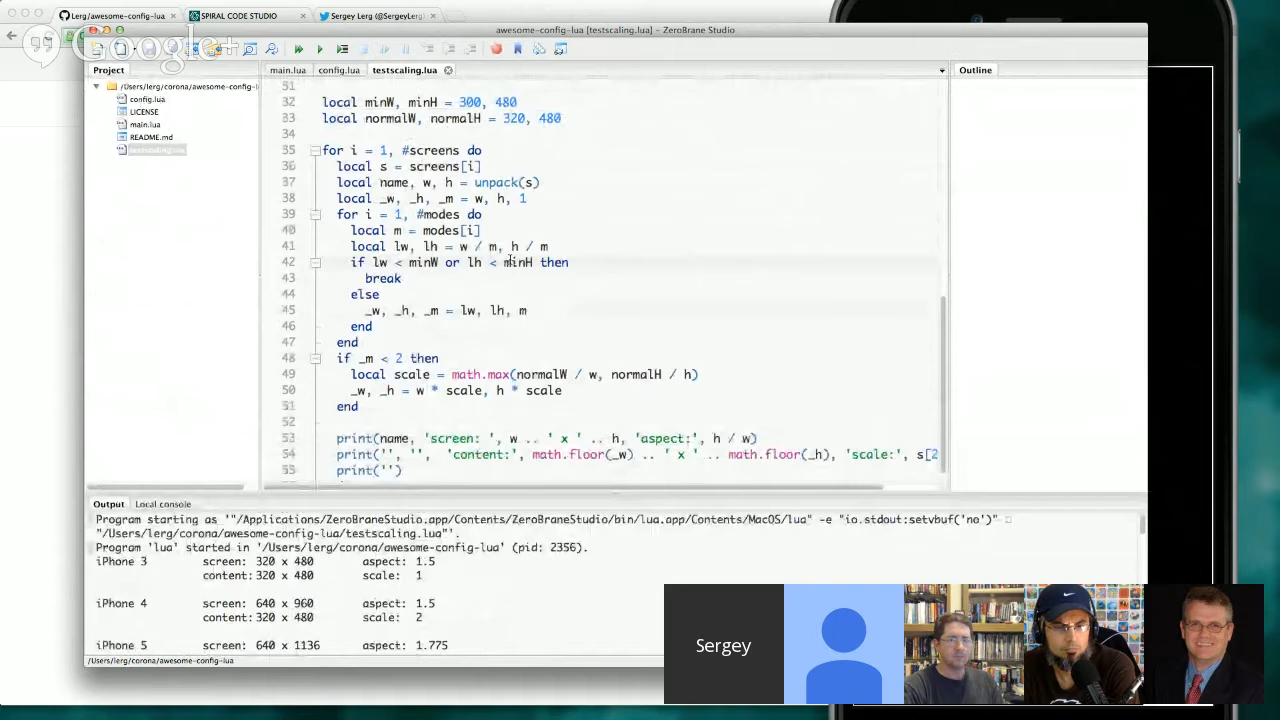 Lerg/awesome-config-lua
SPIRAL CODE STUDIO
Sergey Lerg (@SergeyLerg)
Google+
awesome-config-lua [testscaling.lua] - ZeroBrane Studio
Project
main.lua
config.lua
testscaling.lua
Outline
/Users/lerg/corona/awesome-config-l
config.lua
LICENSE
main.lua
README.md
testscaling.lua
32 local minW, minH = 300, 480
33 local normalW, normalH = 320, 480
34
35 for i = 1, #screens do
36 local s = screens[i]
37 local name, w, h = unpack(s)
38 local _w, _h, _m = w, h, 1
39 for i = 1, #modes do
40 local m = modes[i]
41 local lw, lh = w / m, h / m
42 if lw < minW or lh < minH then
43 break
44 else
45 _w, _h, _m = lw, lh, m
46 end
47 end
48 if _m < 2 then
49 local scale = math.max(normalW / w, normalH / h)
50 _w, _h = w * scale, h * scale
51 end
52
53 print(name, 'screen: ', w .. ' x ' .. h, 'aspect:', h / w)
54 print('', '', 'content:', math.floor(_w) .. ' x ' .. math.floor(_h), 'scale:', s[2
55 print('')
Output
Local console
Program starting as '"/Applications/ZeroBraneStudio.app/Contents/ZeroBraneStudio/bin/lua.app/Contents/MacOS/lua" -e "io.stdout:setvbuf('no')"
"/Users/lerg/corona/awesome-config-lua/testscaling.lua"'.
Program 'lua' started in '/Users/lerg/corona/awesome-config-lua' (pid: 2356).
iPhone 3 screen: 320 x 480 aspect: 1.5
content: 320 x 480 scale: 1
iPhone 4 screen: 640 x 960 aspect: 1.5
content: 320 x 480 scale: 2
iPhone 5 screen: 640 x 1136 aspect: 1.775
/Users/lerg/corona/awesome-config-lua
Sergey